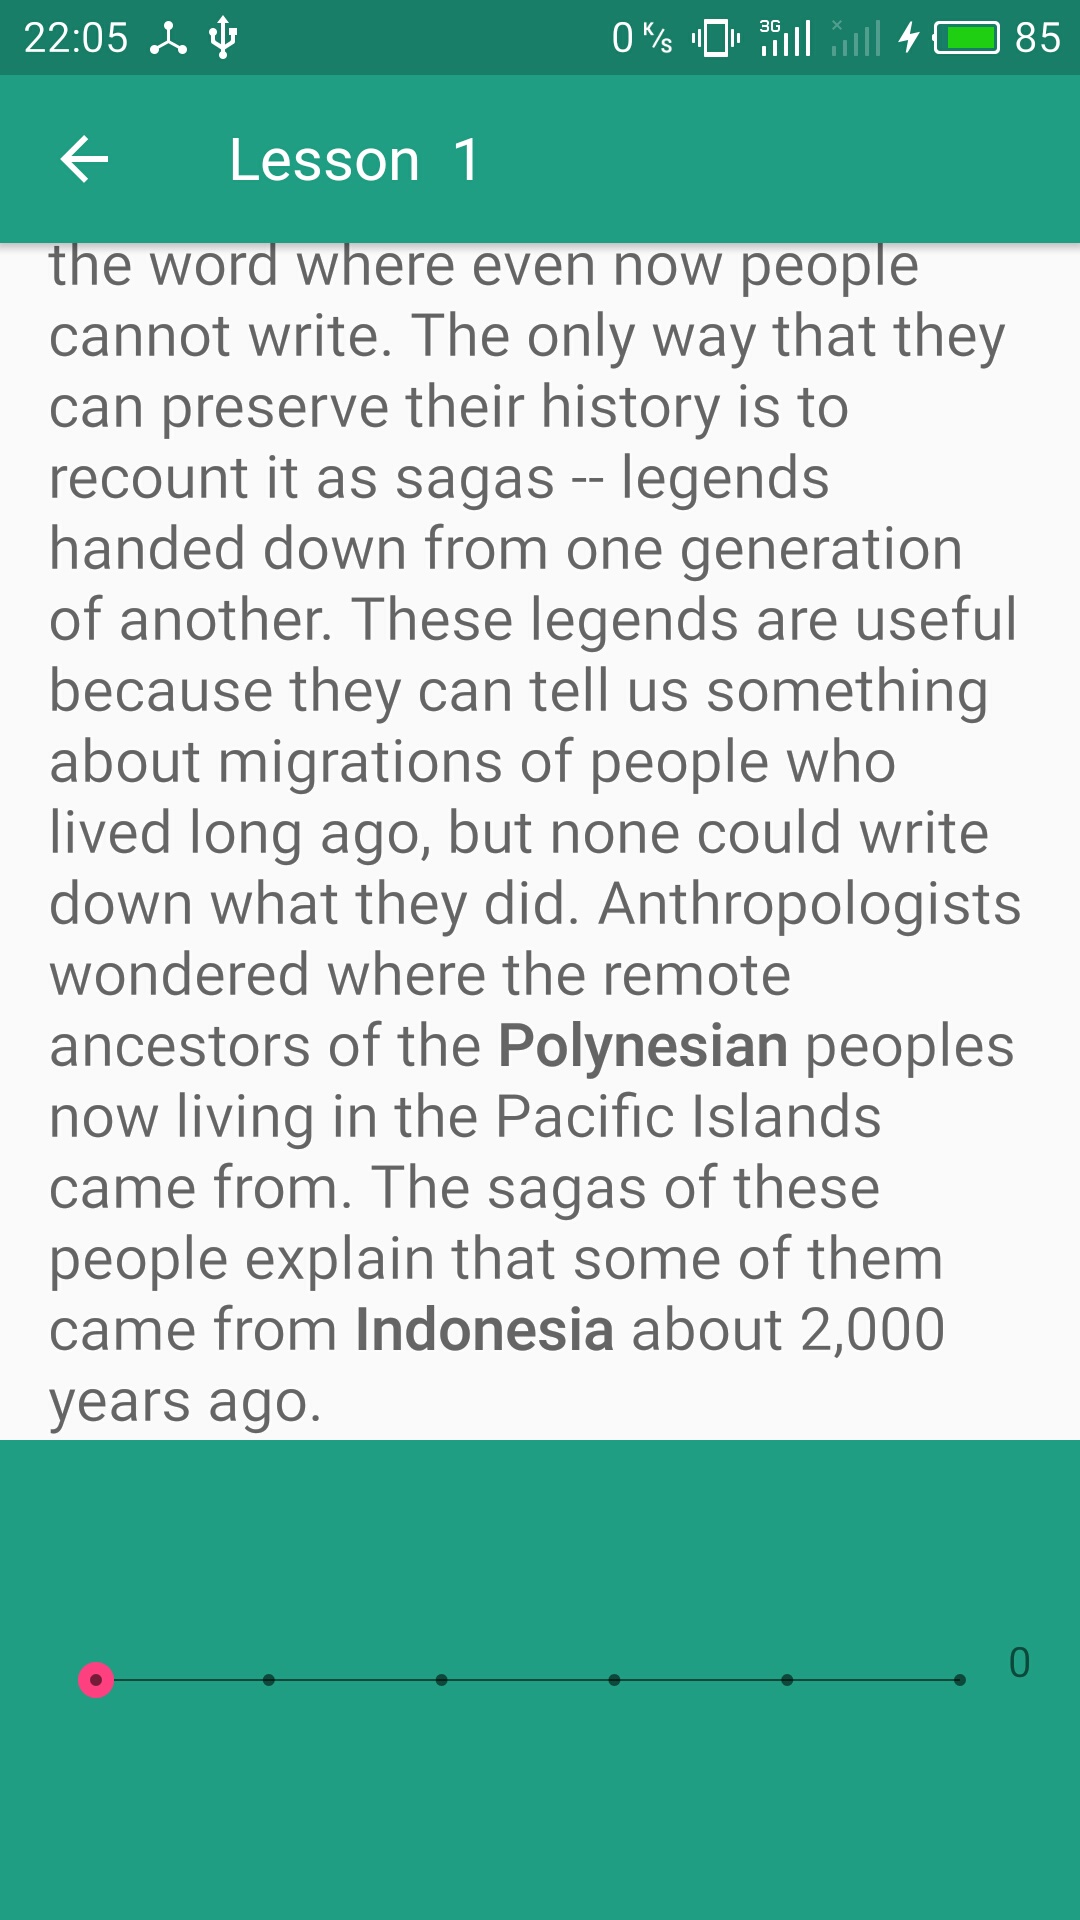 22:05 0 K/S 3G 85
Lesson 1
the word where even now people
cannot write. The only way that they
can preserve their history is to
recount it as sagas -- legends
handed down from one generation
of another. These legends are useful
because they can tell us something
about migrations of people who
lived long ago, but none could write
down what they did. Anthropologists
wondered where the remote
ancestors of the Polynesian peoples
now living in the Pacific Islands
came from. The sagas of these
people explain that some of them
came from Indonesia about 2,000
years ago.
0